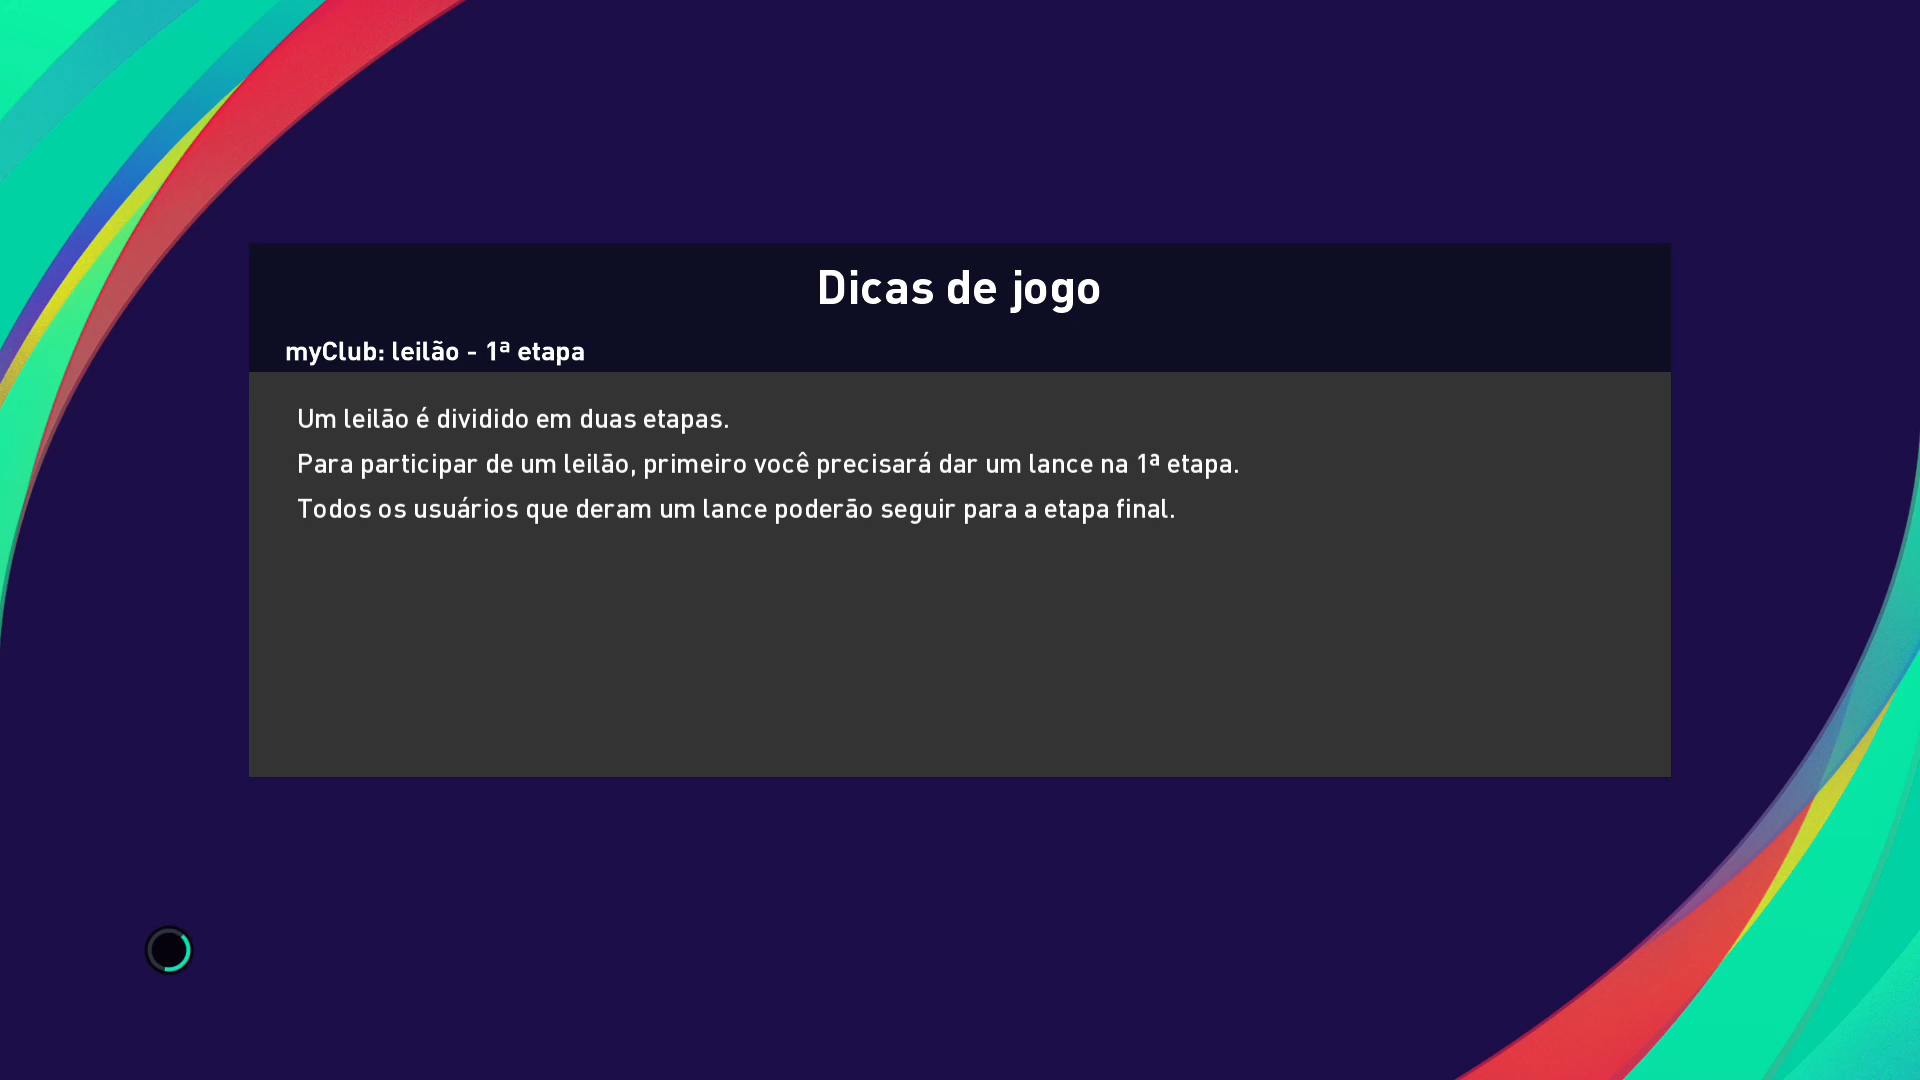 Dicas de jogo
myClub: leilão - 1ª etapa
Um leilão é dividido em duas etapas.
Para participar de um leilão, primeiro você precisará dar um lance na 1ª etapa.
Todos os usuários que deram um lance poderão seguir para a etapa final.